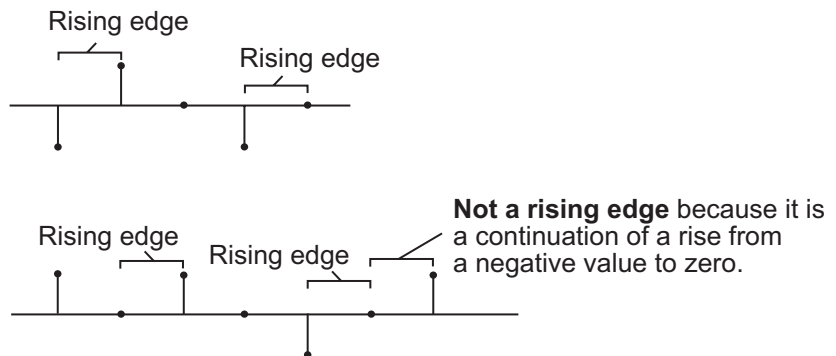 Rising edge
Rising edge
Not a rising edge because it is
a continuation of a rise from
a negative value to zero.
Rising edge
Rising edge